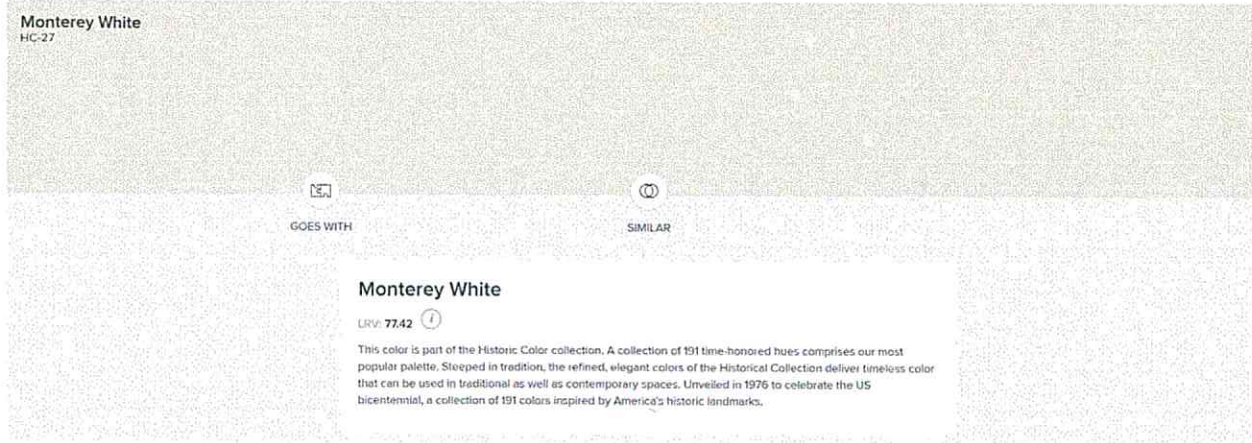 Monterey White
HC-27
GOES WITH
SIMILAR
Monterey White
LRV: 77.42 i
This color is part of the Historic Color collection. A collection of 191 time-honored hues comprises our most
popular palette. Steeped in tradition, the refined, elegant colors of the Historical Collection deliver timeless color
that can be used in traditional as well as contemporary spaces. Unveiled in 1976 to celebrate the US
bicentennial, a collection of 191 colors inspired by America's historic landmarks.